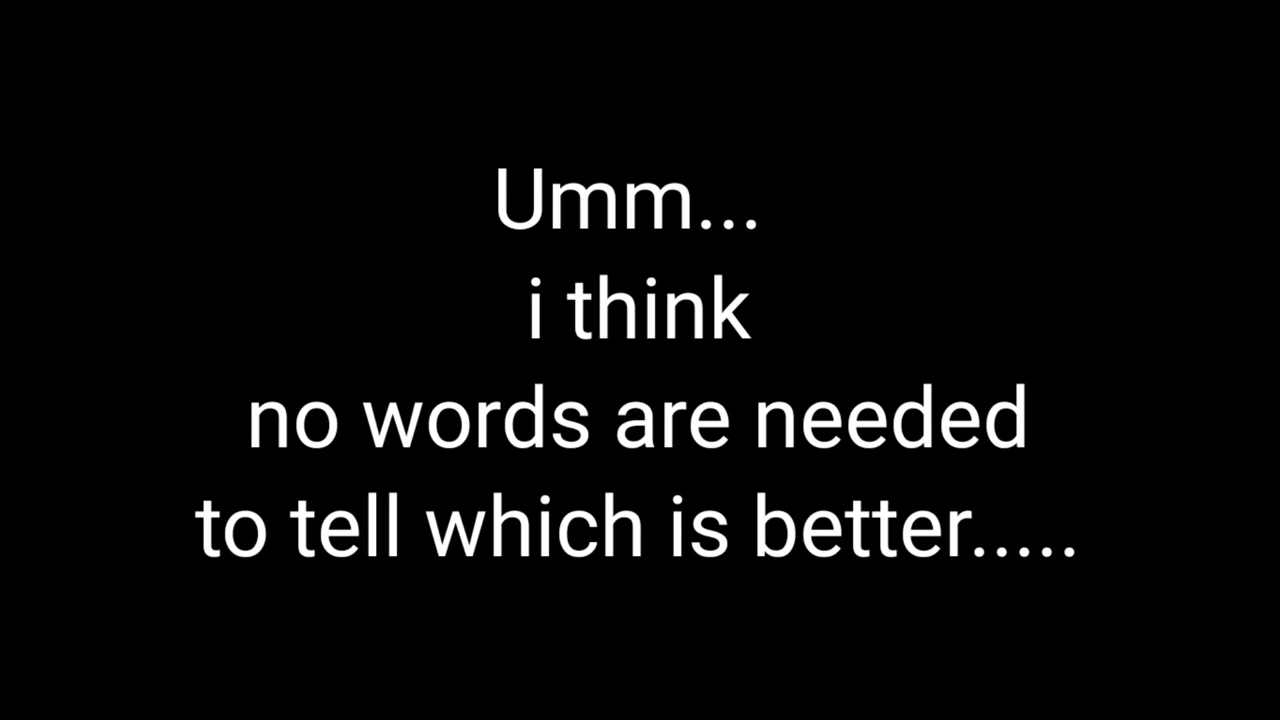 Umm...
i think
no words are needed
to tell which is better.....